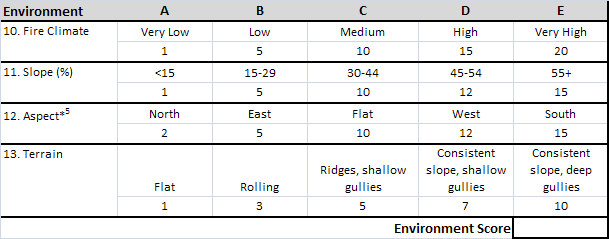 Environment A B C D E
10. Fire Climate Very Low Low Medium High Very High
1 5 10 15 20
11. Slope (%) <15 15-29 30-44 45-54 55+
1 5 10 12 15
12. Aspect*5 North East Flat West South
2 5 10 12 15
13. Terrain Consistent Consistent
Ridges, shallow slope, shallow slope, deep
Flat Rolling gullies gullies gullies
1 3 5 7 10
Environment Score